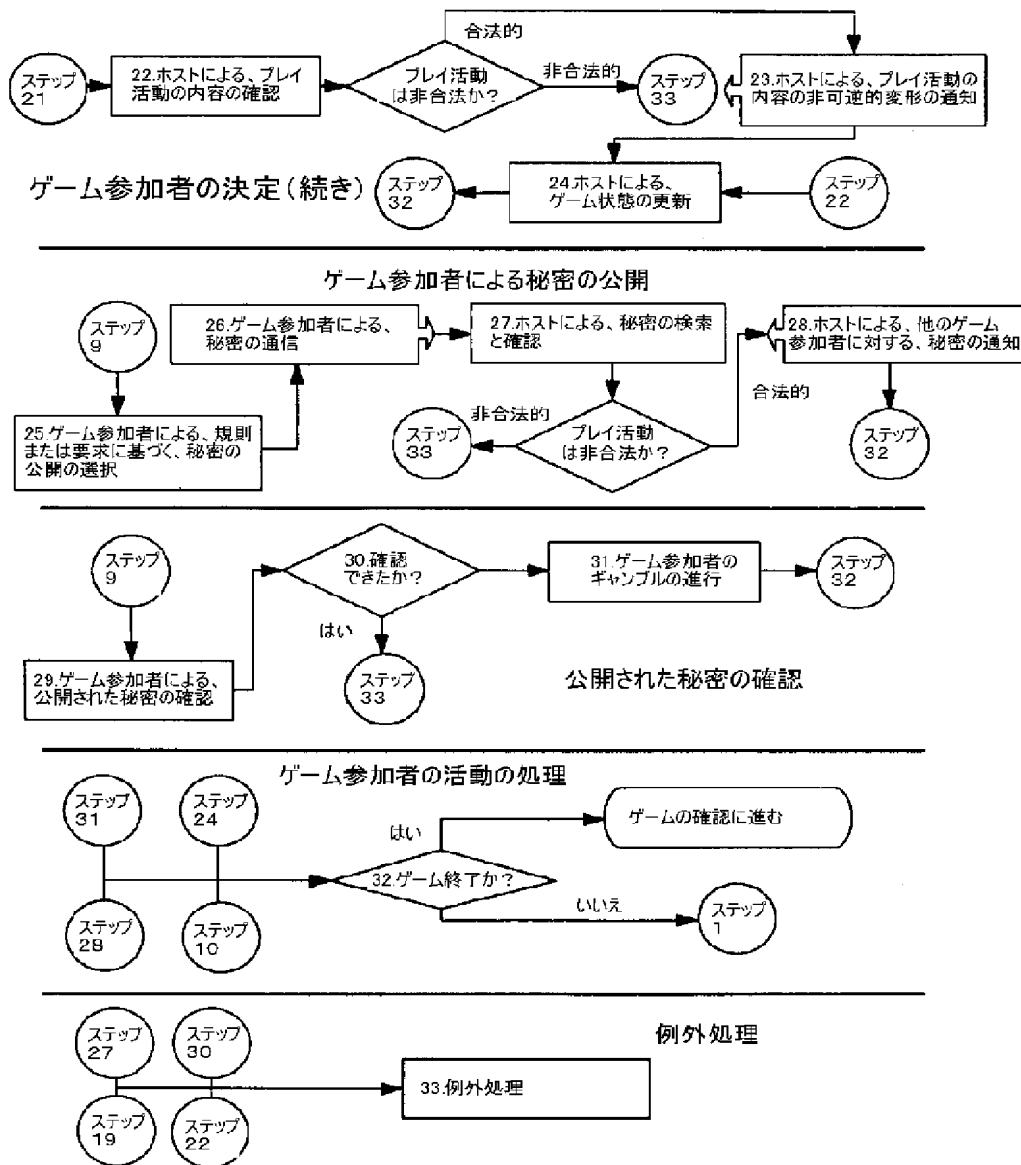 合法的
ステップ
21
22.ホストによる、プレイ
活動の内容の確認
プレイ活動
は非合法か?
非合法的
ステップ
33
23.ホストによる、プレイ活動の
内容の非可逆的変形の通知
ゲーム参加者の決定(続き)
ステップ
32
24.ホストによる、
ゲーム状態の更新
ステップ
22
ゲーム参加者による秘密の公開
ステップ
9
26.ゲーム参加者による、
秘密の通信
27.ホストによる、秘密の検索
と確認
28.ホストによる、他のゲーム
参加者に対する、秘密の通知
合法的
25.ゲーム参加者による、規則
または要求に基づく、秘密の
公開の選択
非合法的
ステップ
33
プレイ活動
は非合法か?
ステップ
32
ステップ
9
30.確認
できたか?
31.ゲーム参加者の
ギャンブルの進行
ステップ
32
はい
29.ゲーム参加者による、
公開された秘密の確認
ステップ
33
公開された秘密の確認
ゲーム参加者の活動の処理
ステップ
31
ステップ
24
はい
ゲームの確認に進む
32.ゲーム終了か?
いいえ
ステップ
28
ステップ
10
ステップ
1
例外処理
ステップ
27
ステップ
30
33.例外処理
ステップ
19
ステップ
22